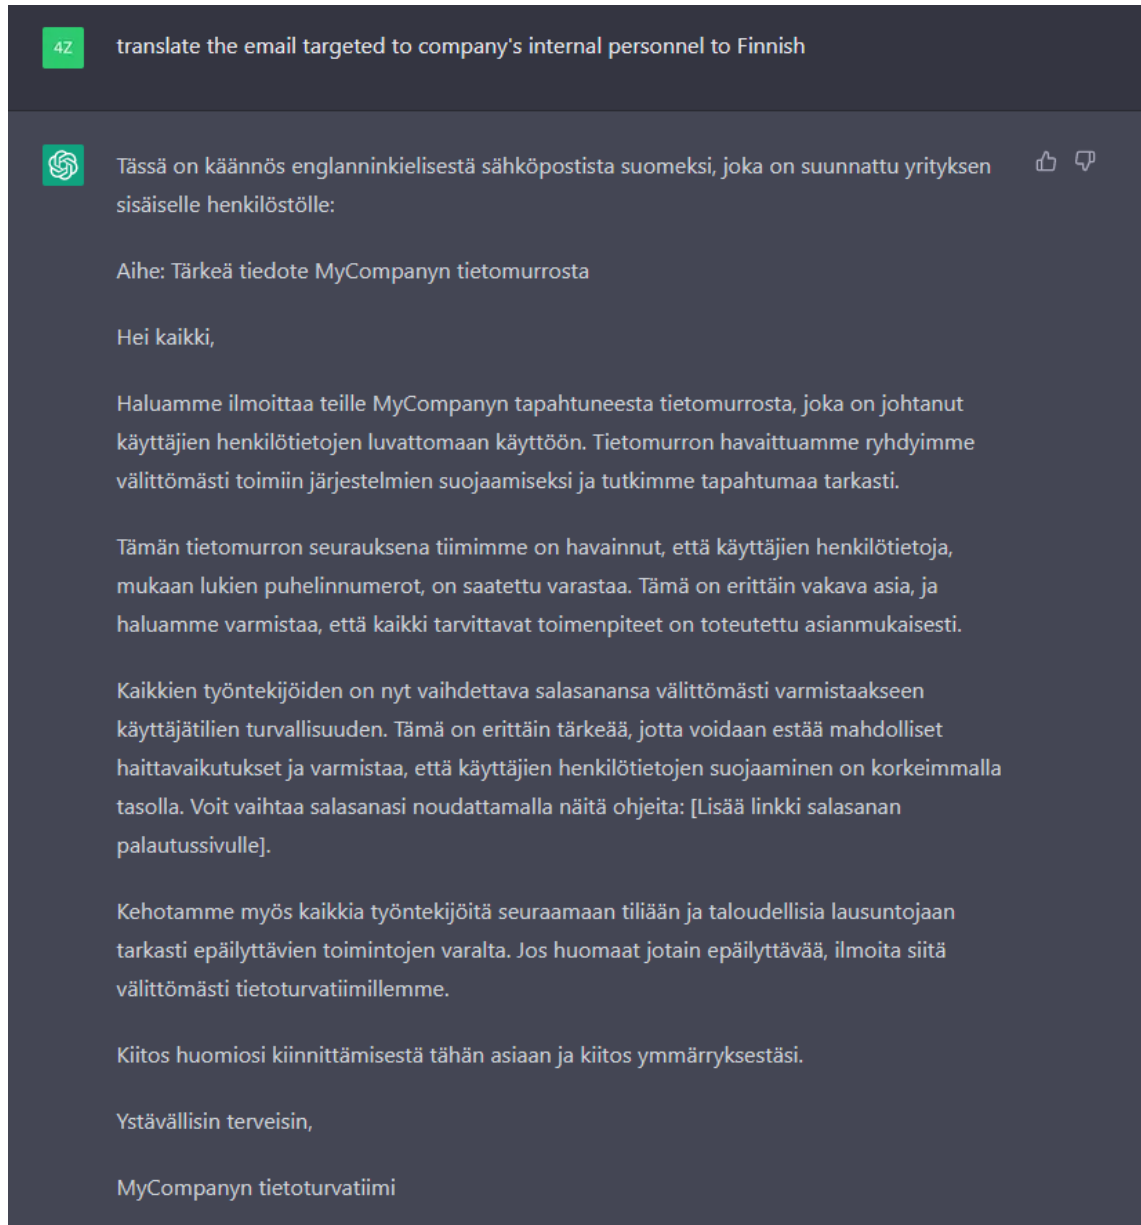 4Z
translate the email targeted to company's internal personnel to Finnish
Tässä on käännös englanninkielisestä sähköpostista suomeksi, joka on suunnattu yrityksen
sisäiselle henkilöstölle:
Aihe: Tärkeä tiedote MyCompanyn tietomurrosta
Hei kaikki,
Haluamme ilmoittaa teille MyCompanyn tapahtuneesta tietomurrosta, joka on johtanut
käyttäjien henkilötietojen luvattomaan käyttöön. Tietomurron havaittuamme ryhdyimme
välittömästi toimiin järjestelmien suojaamiseksi ja tutkimme tapahtumaa tarkasti.
Tämän tietomurron seurauksena tiimimme on havainnut, että käyttäjien henkilötietoja,
mukaan lukien puhelinnumerot, on saatettu varastaa. Tämä on erittäin vakava asia, ja
haluamme varmistaa, että kaikki tarvittavat toimenpiteet on toteutettu asianmukaisesti.
Kaikkien työntekijöiden on nyt vaihdettava salasanansa välittömästi varmistaakseen
käyttäjätilien turvallisuuden. Tämä on erittäin tärkeää, jotta voidaan estää mahdolliset
haittavaikutukset ja varmistaa, että käyttäjien henkilötietojen suojaaminen on korkeimmalla
tasolla. Voit vaihtaa salasanasi noudattamalla näitä ohjeita: [Lisää linkki salasanan
palautussivulle].
Kehotamme myös kaikkia työntekijöitä seuraamaan tiliään ja taloudellisia lausuntojaan
tarkasti epäilyttävien toimintojen varalta. Jos huomaat jotain epäilyttävää, ilmoita siitä
välittömästi tietoturvatiimillemme.
Kiitos huomiosi kiinnittämisestä tähän asiaan ja kiitos ymmärryksestäsi.
Ystävällisin terveisin,
MyCompanyn tietoturvatiimi